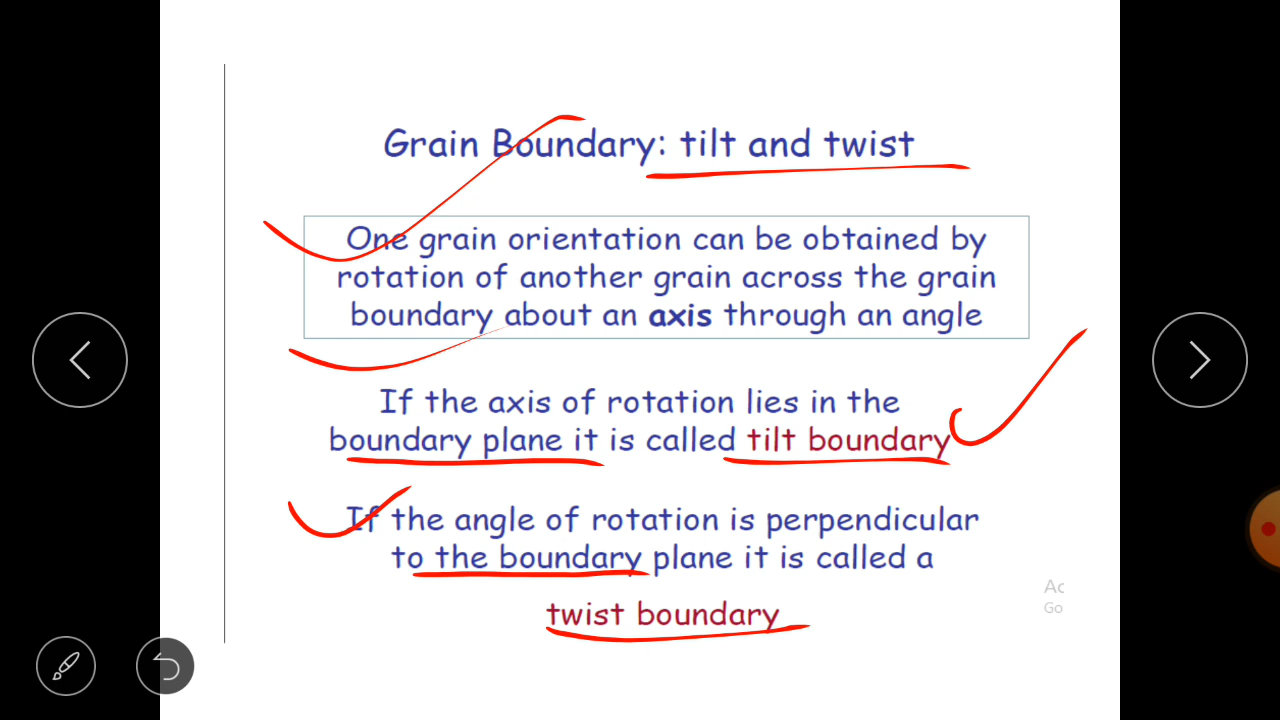 Grain Boundary: tilt and twist
One grain orientation can be obtained by
rotation of another grain across the grain
boundary about an axis through an angle
If the axis of rotation lies in the
boundary plane it is called tilt boundary
If the angle of rotation is perpendicular
to the boundary plane it is called a
twist boundary
Ac
Go